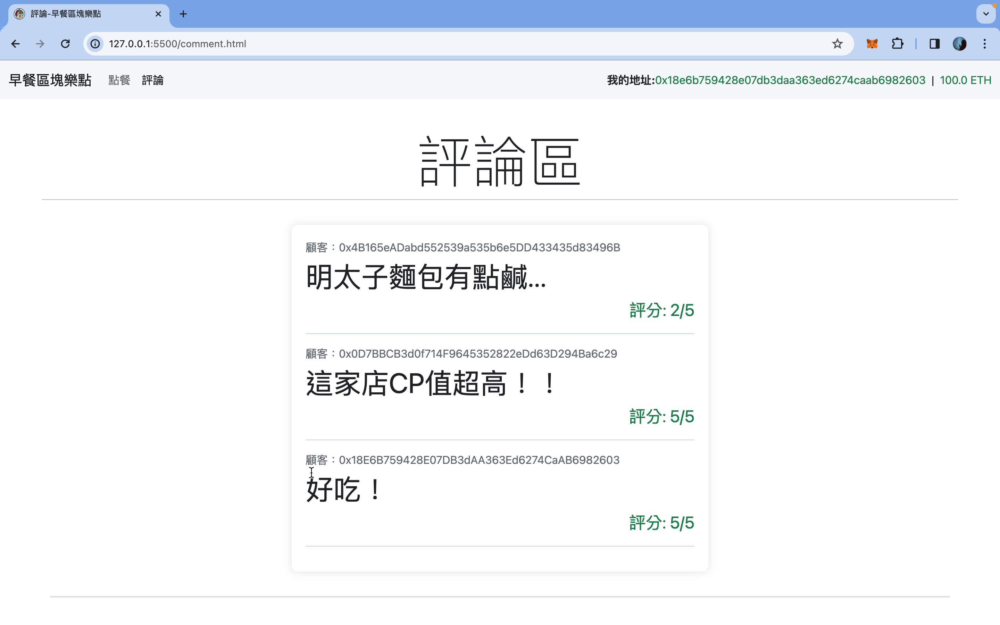 評論-早餐區塊樂點
127.0.0.1:5500/comment.html
早餐區塊樂點 點餐 評論 我的地址:0x18e6b759428e07db3daa363ed6274caab6982603 | 100.0 ETH
評論區
顧客：0x4B165eADabd552539a535b6e5DD433435d83496B
明太子麵包有點鹹...
評分: 2/5
顧客：0x0D7BBCB3d0f714F9645352822eDd63D294Ba6c29
這家店CP值超高！！
評分: 5/5
顧客：0x18E6B759428E07DB3dAA363Ed6274CaAB6982603
好吃！
評分: 5/5